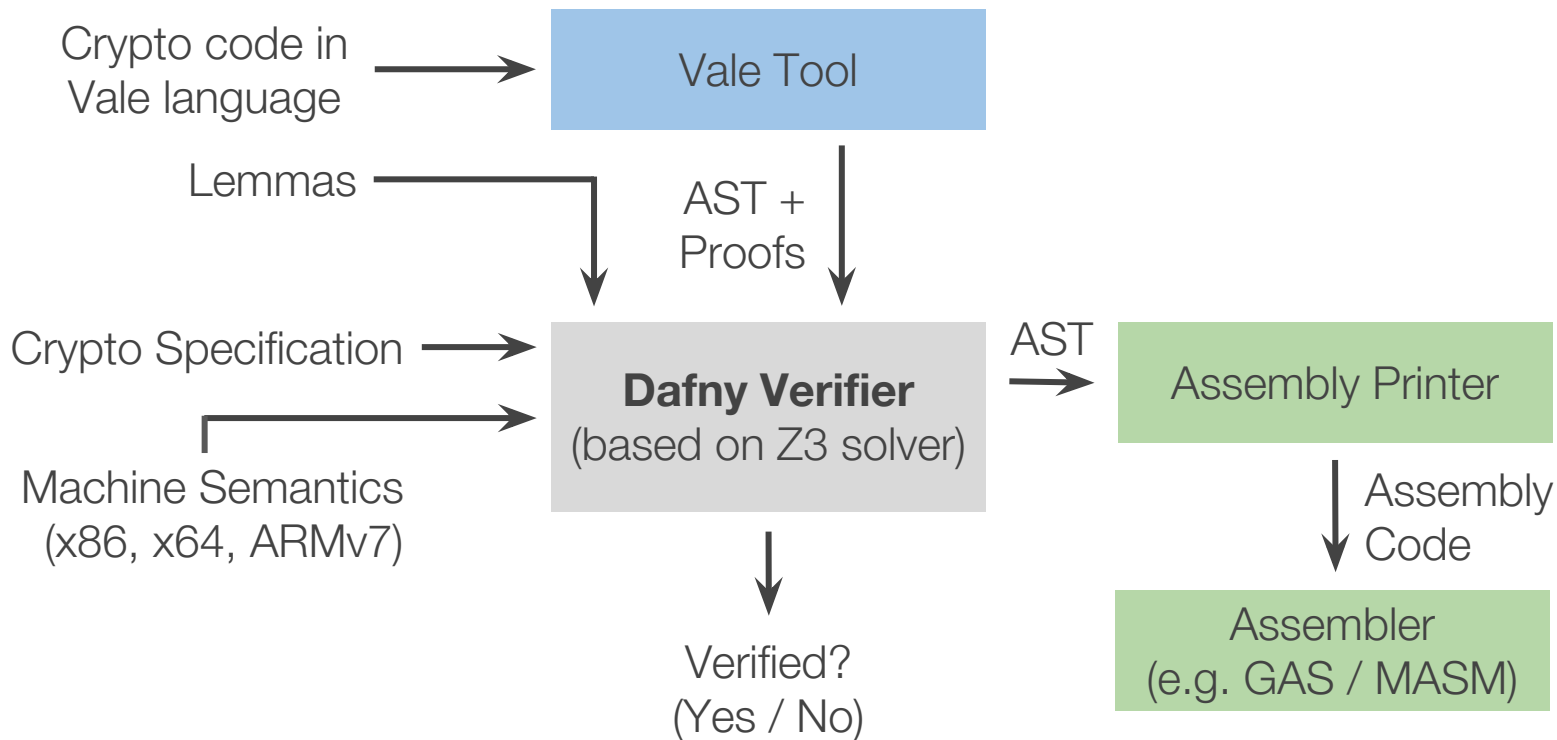 Crypto code in
Vale language
Vale Tool
Lemmas
AST +
Proofs
Crypto Specification
Dafny Verifier
(based on Z3 solver)
AST
Assembly Printer
Machine Semantics
(x86, x64, ARMv7)
Assembly
Code
Verified?
(Yes / No)
Assembler
(e.g. GAS / MASM)